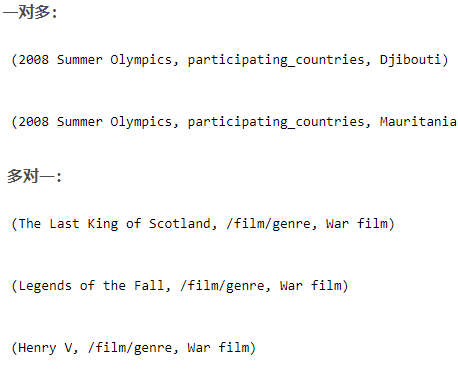 一对多：
(2008 Summer Olympics, participating_countries, Djibouti)
(2008 Summer Olympics, participating_countries, Mauritania
多对一：
(The Last King of Scotland, /film/genre, War film)
(Legends of the Fall, /film/genre, War film)
(Henry V, /film/genre, War film)